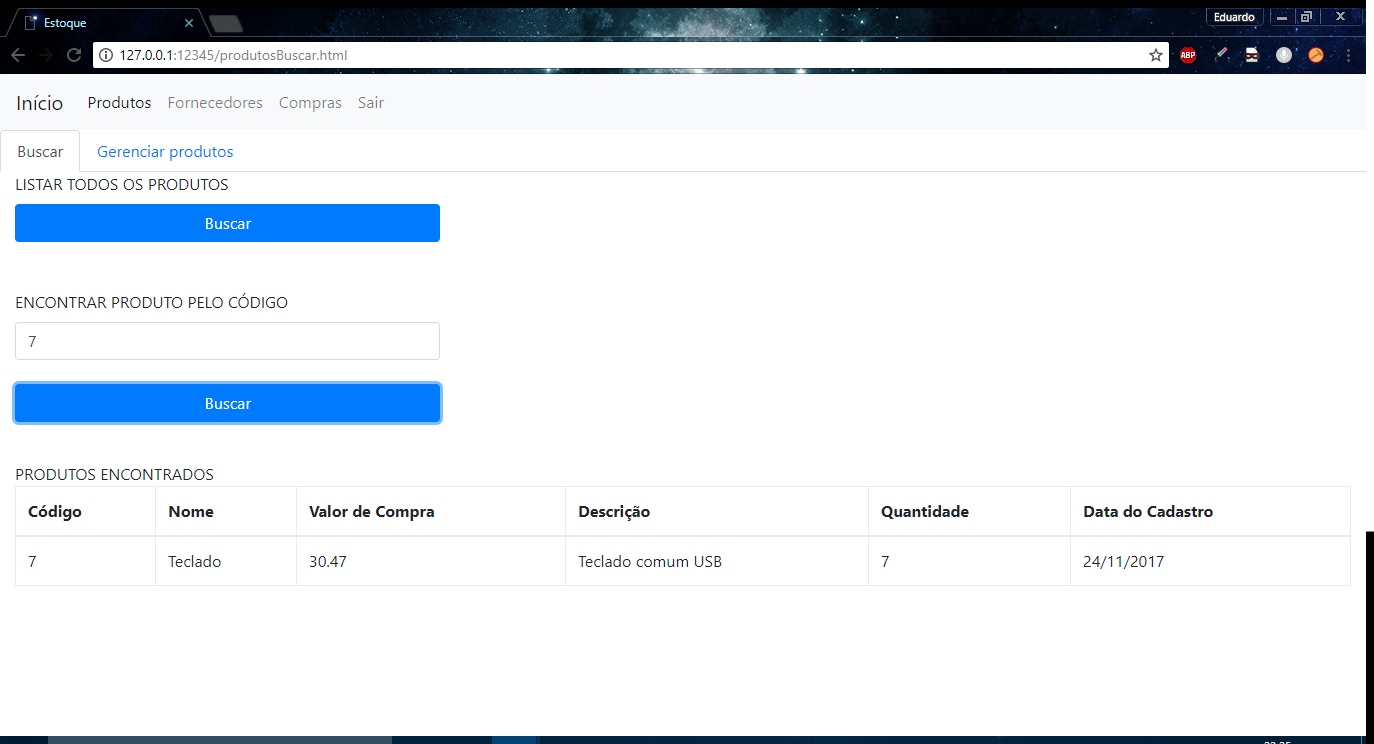 Estoque
Eduardo
127.0.0.1:12345/produtosBuscar.html
ABP
Início Produtos Fornecedores Compras Sair
Buscar Gerenciar produtos
LISTAR TODOS OS PRODUTOS
Buscar
ENCONTRAR PRODUTO PELO CÓDIGO
7
Buscar
PRODUTOS ENCONTRADOS
Código Nome Valor de Compra Descrição Quantidade Data do Cadastro
7 Teclado 30.47 Teclado comum USB 7 24/11/2017